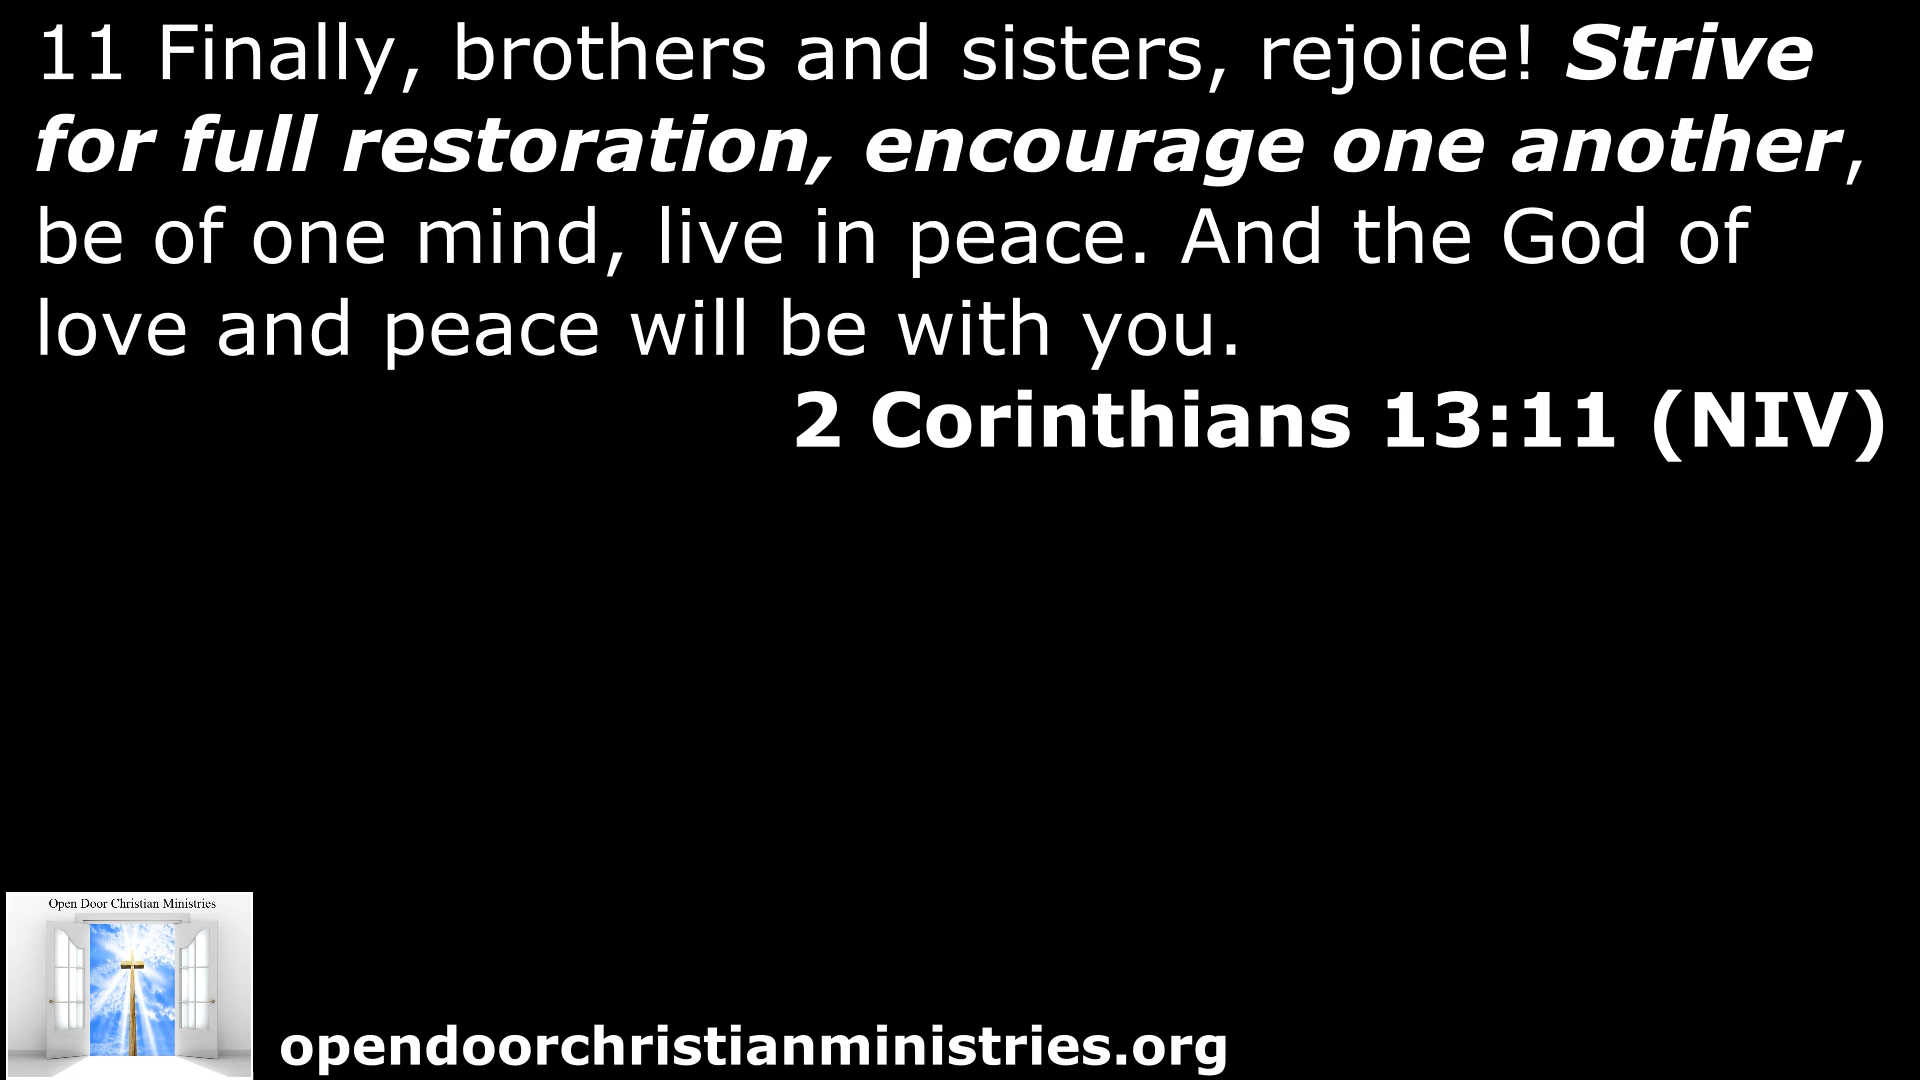 11 Finally, brothers and sisters, rejoice! Strive
for full restoration, encourage one another,
be of one mind, live in peace. And the God of
love and peace will be with you.
2 Corinthians 13:11 (NIV)
Open Door Christian Ministries
opendoorchristianministries.org